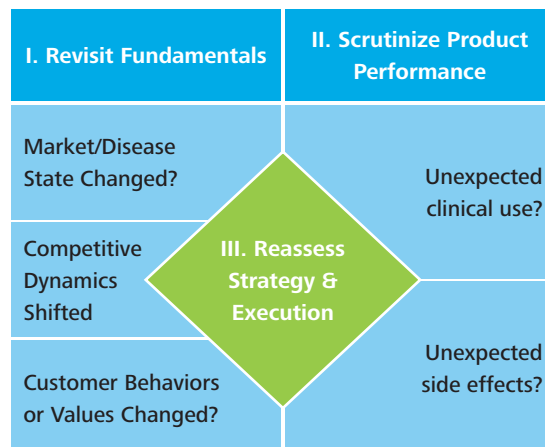 I. Revisit Fundamentals
II. Scrutinize Product
Performance
Market/Disease
State Changed?
Competitive
Dynamics
Shifted
Customer Behaviors
or Values Changed?
III. Reassess
Strategy &
Execution
Unexpected
clinical use?
Unexpected
side effects?